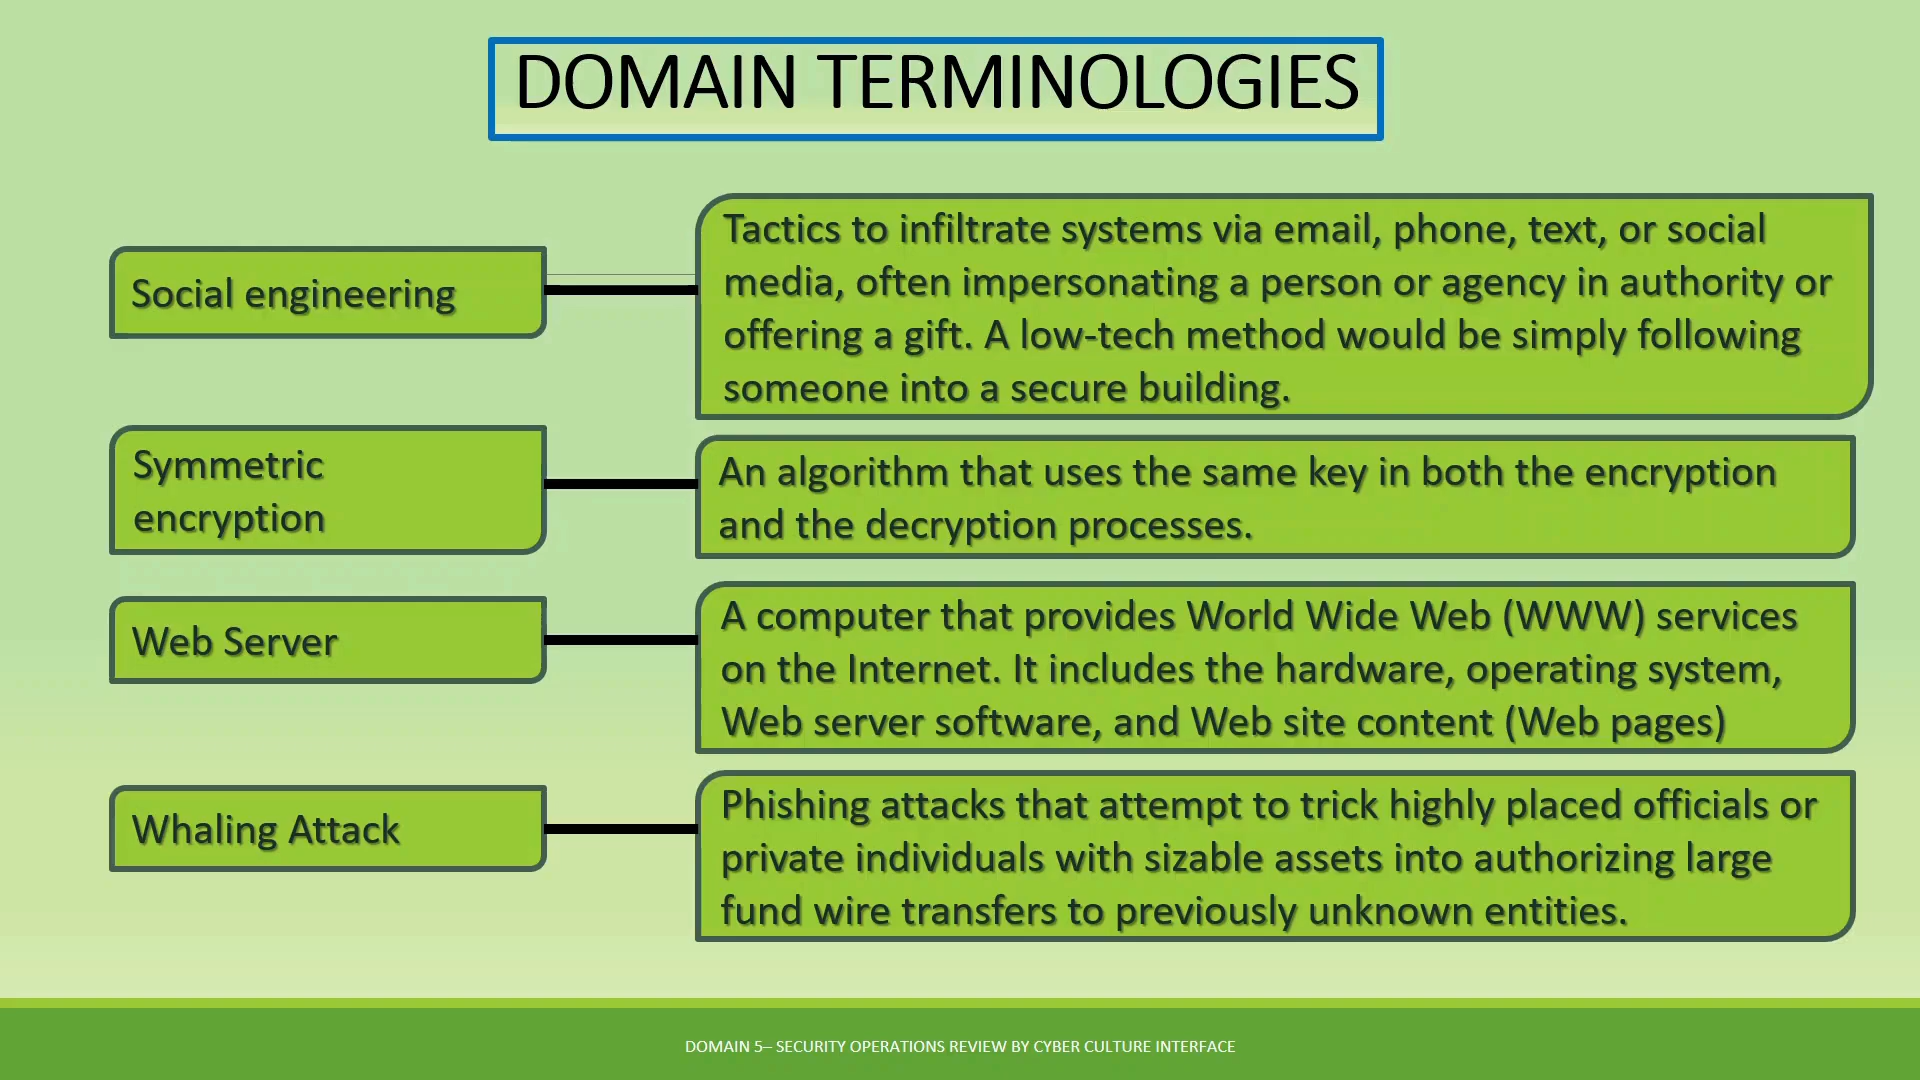 DOMAIN TERMINOLOGIES
Social engineering
Tactics to infiltrate systems via email, phone, text, or social
media, often impersonating a person or agency in authority or
offering a gift. A low-tech method would be simply following
someone into a secure building.
Symmetric
encryption
An algorithm that uses the same key in both the encryption
and the decryption processes.
Web Server
A computer that provides World Wide Web (WWW) services
on the Internet. It includes the hardware, operating system,
Web server software, and Web site content (Web pages)
Whaling Attack
Phishing attacks that attempt to trick highly placed officials or
private individuals with sizable assets into authorizing large
fund wire transfers to previously unknown entities.
DOMAIN 5– SECURITY OPERATIONS REVIEW BY CYBER CULTURE INTERFACE